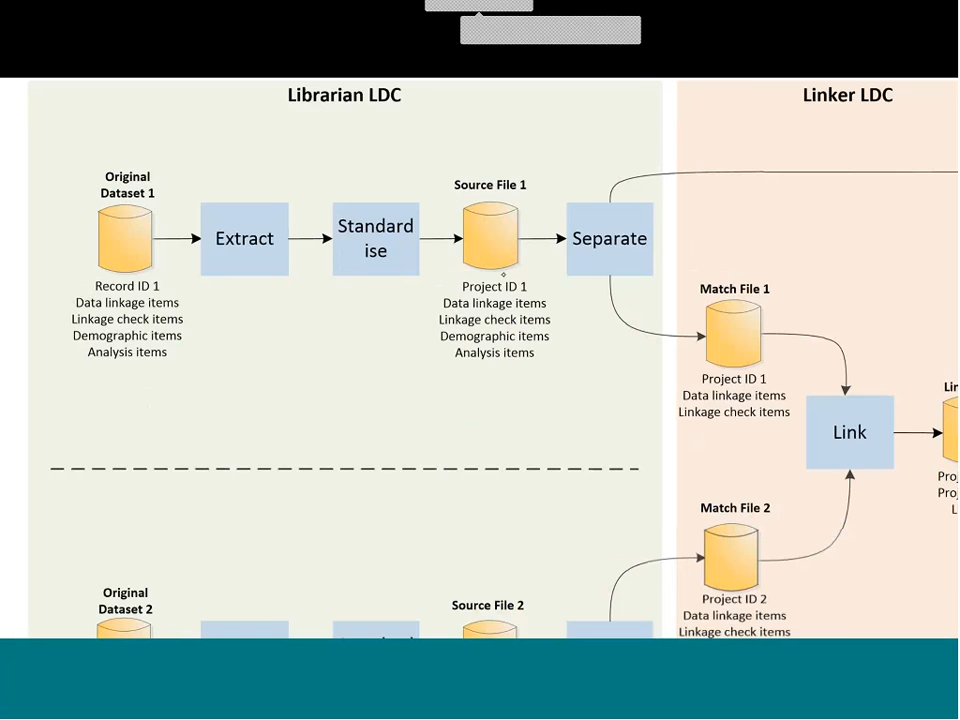 Librarian LDC
Linker LDC
Original
Dataset 1
Extract
Standard
ise
Source File 1
Separate
Record ID 1
Data linkage items
Linkage check items
Demographic items
Analysis items
Project ID 1
Data linkage items
Linkage check items
Demographic items
Analysis items
Match File 1
Project ID 1
Data linkage items
Linkage check items
Link
Match File 2
Project ID 2
Data linkage items
Linkage check items
Original
Dataset 2
Source File 2